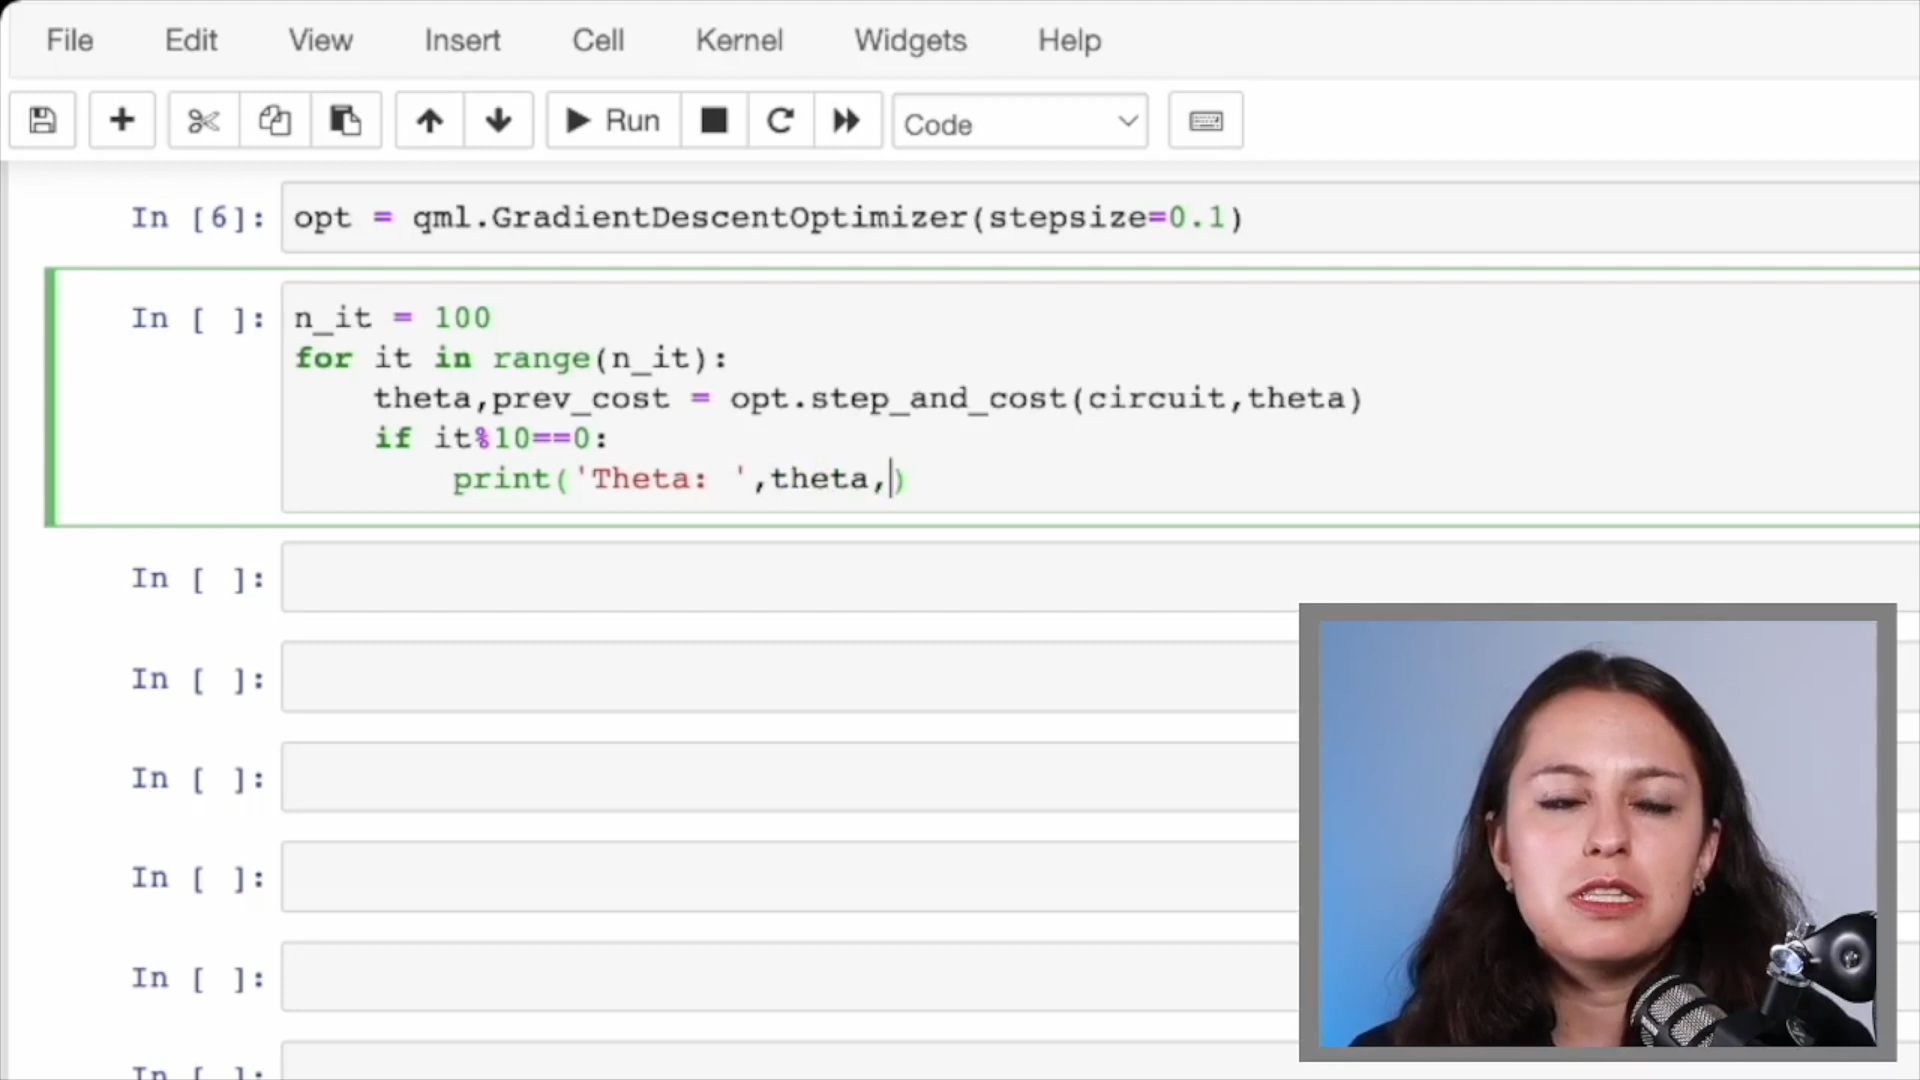 File Edit View Insert Cell Kernel Widgets Help
Run Code
In [6]: opt = qml.GradientDescentOptimizer(stepsize=0.1)
In [ ]: n_it = 100
for it in range(n_it):
    theta,prev_cost = opt.step_and_cost(circuit,theta)
    if it%10==0:
        print('Theta: ',theta,)
In [ ]:
In [ ]:
In [ ]:
In [ ]:
In [ ]:
In [ ]: